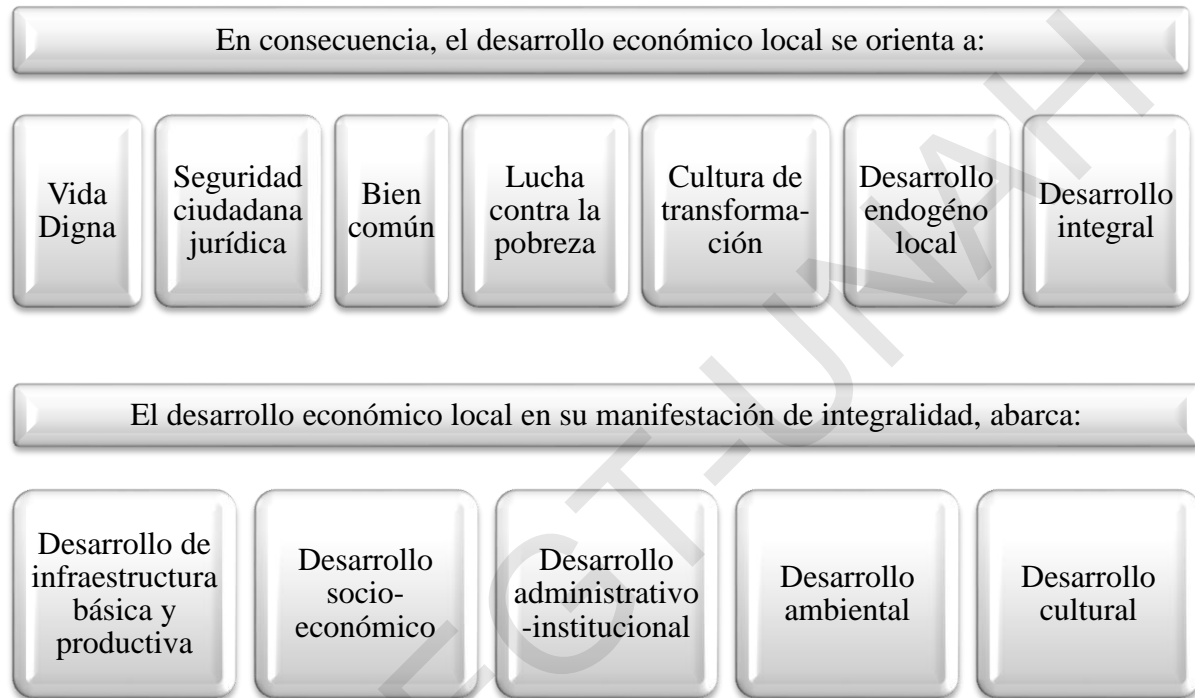 En consecuencia, el desarrollo económico local se orienta a:
Vida
Digna
Seguridad
ciudadana
jurídica
Bien
común
Lucha
contra la
pobreza
Cultura de
transforma-
ción
Desarrollo
endogéno
local
Desarrollo
integral
El desarrollo económico local en su manifestación de integralidad, abarca:
Desarrollo de
infraestructura
básica y
productiva
Desarrollo
socio-
económico
Desarrollo
administrativo
-institucional
Desarrollo
ambiental
Desarrollo
cultural
EGT-UNAH